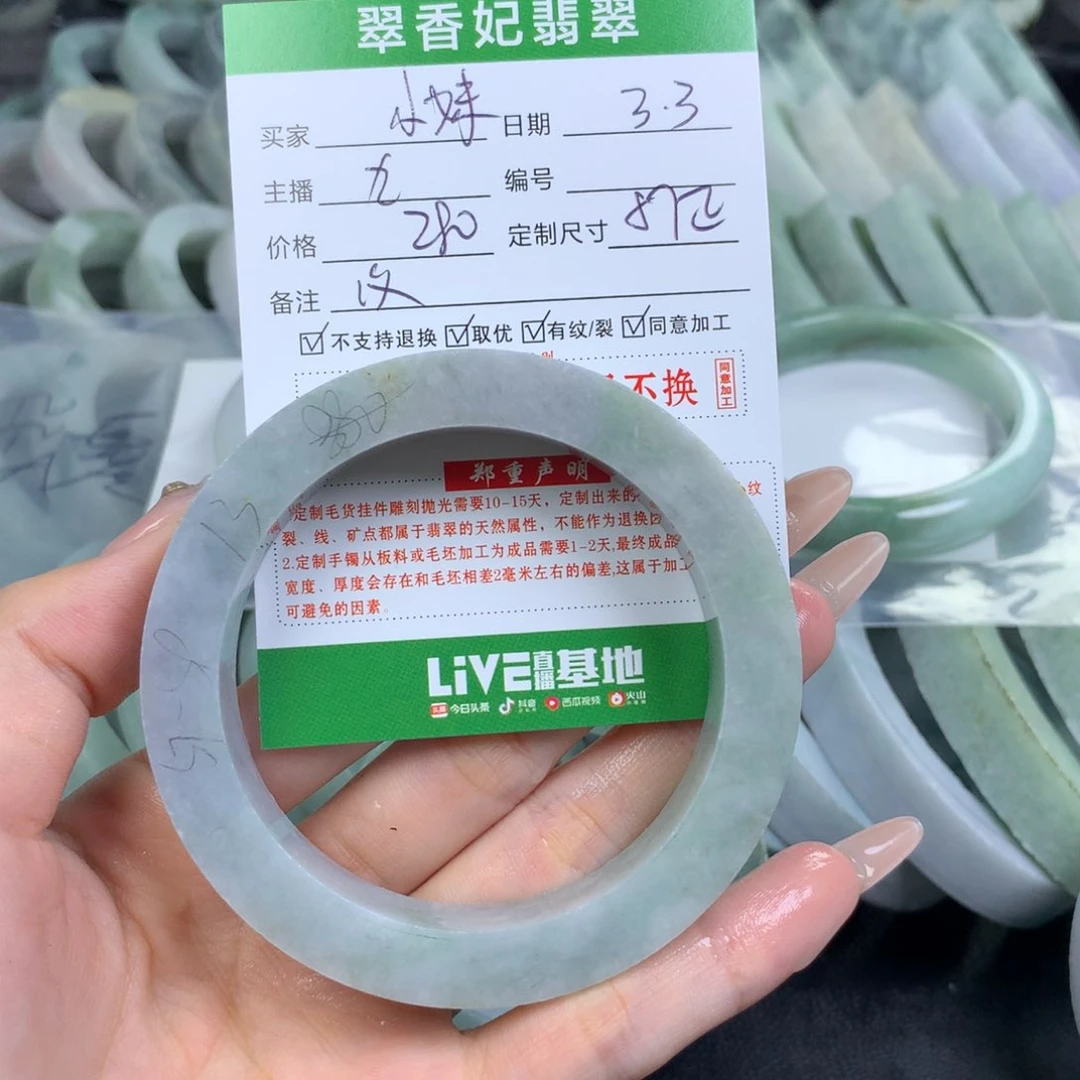 翠香妃翡翠
买家 小妹 日期 3.3
主播 九 编号
价格 280 定制尺寸
备注
☑不支持退换 ☑取优 ☑有纹/裂 ☑同意加工
不换 同意加工
郑重声明
定制毛货挂件雕刻抛光需要10-15天，定制出来的 纹
裂、线、矿点都属于翡翠的天然属性，不能作为退换
2.定制手镯从板料或毛坯加工为成品需要1-2天,最终成品
宽度、厚度会存在和毛坯相差2毫米左右的偏差,这属于加工
可避免的因素。
LiVE直播基地
头条 今日头条 抖音 西瓜视频 火山
13